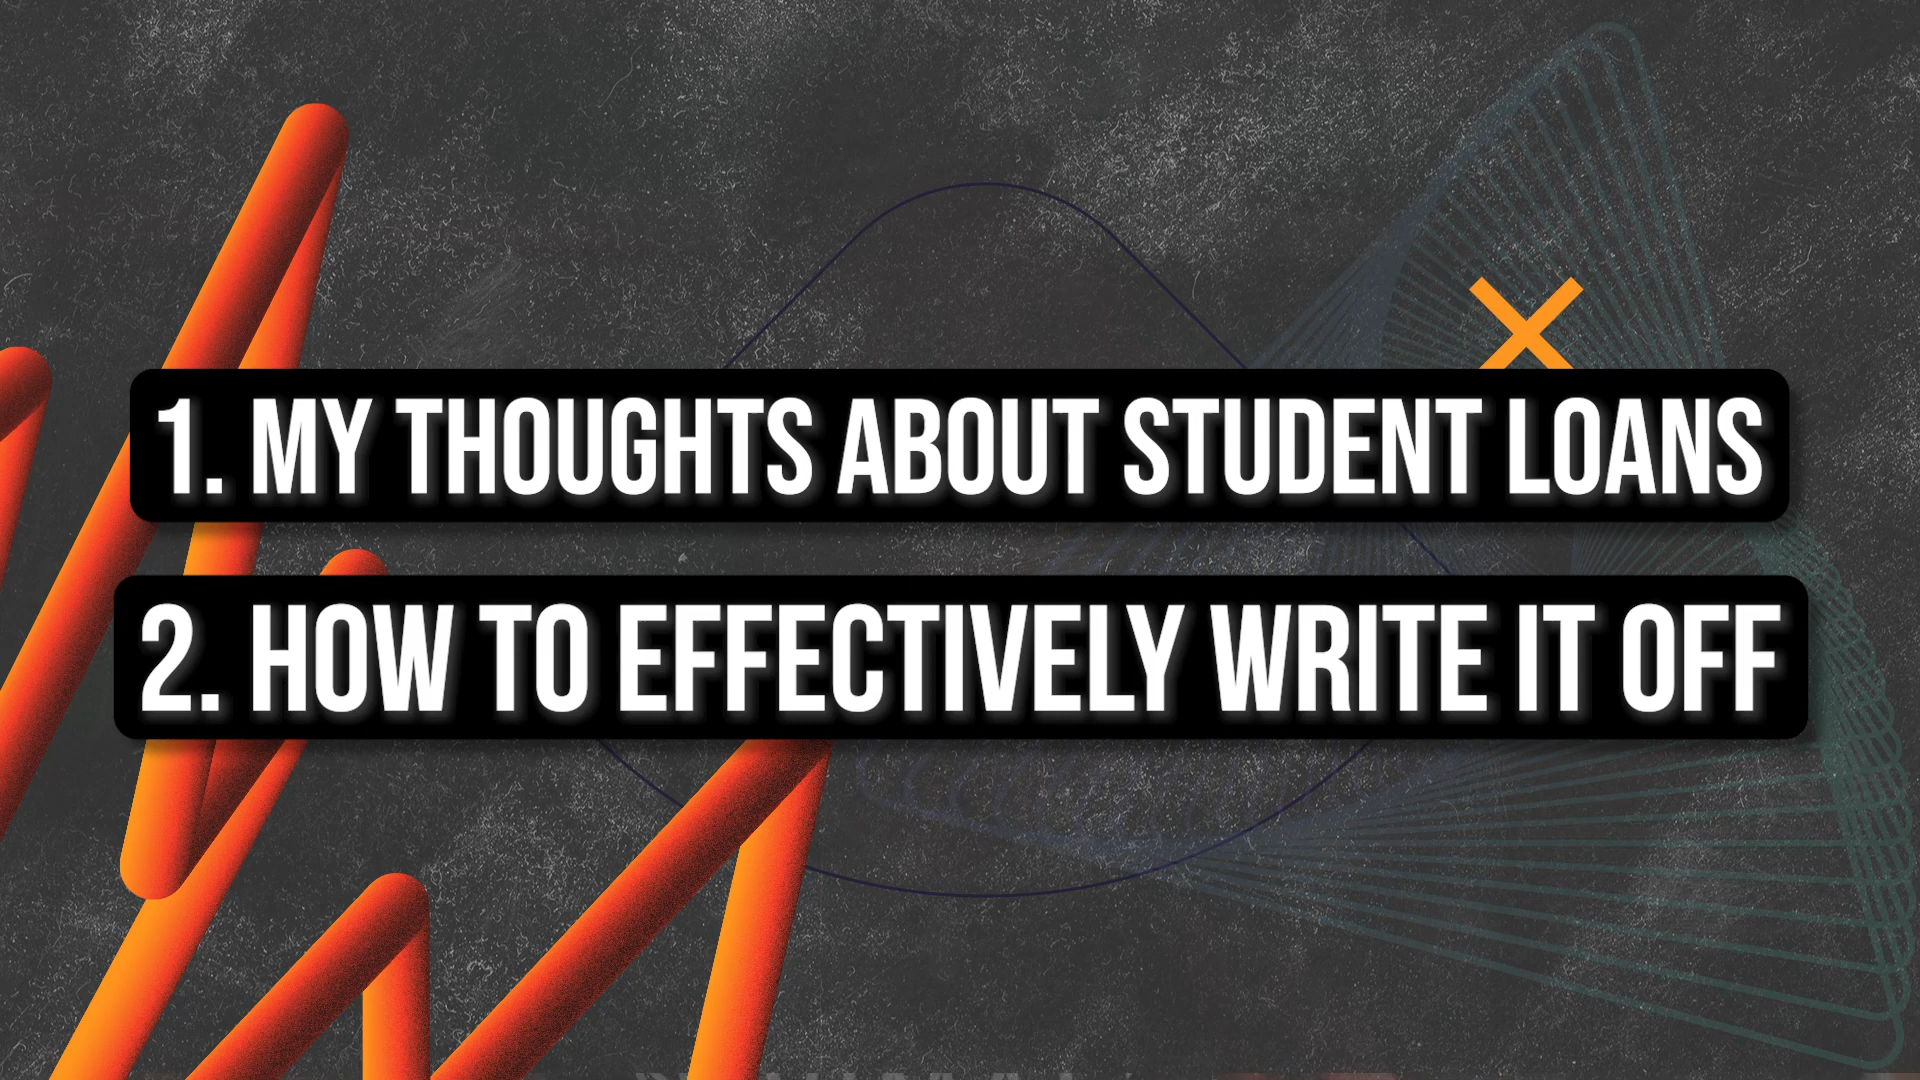 1. MY THOUGHTS ABOUT STUDENT LOANS
2. HOW TO EFFECTIVELY WRITE IT OFF